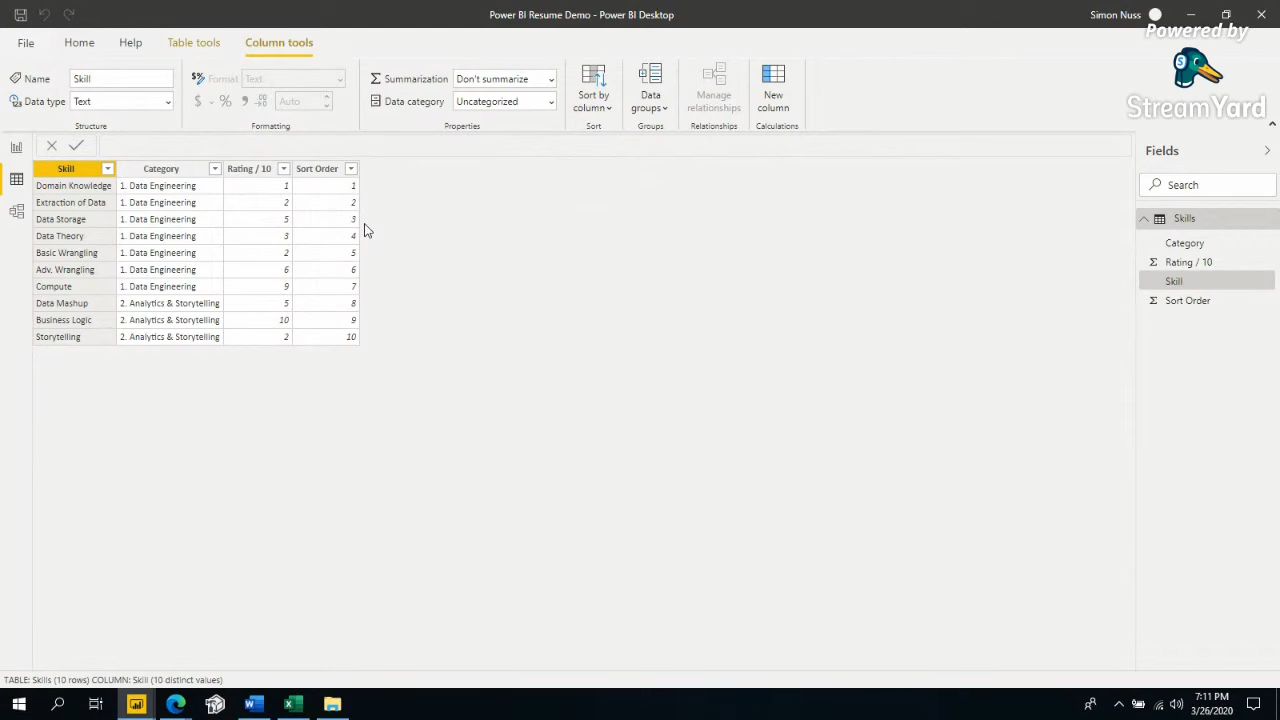 Power BI Resume Demo - Power BI Desktop
Simon Nuss
Powered by
StreamYard
File Home Help Table tools Column tools
Name Skill
Data type Text
Structure
Format Text
$ % Auto
Formatting
Summarization Don't summarize
Data category Uncategorized
Properties
Sort by
column
Sort
Data
groups
Groups
Manage
relationships
Relationships
New
column
Calculations
Skill Category Rating / 10 Sort Order
Domain Knowledge 1. Data Engineering 1 1
Extraction of Data 1. Data Engineering 2 2
Data Storage 1. Data Engineering 5 3
Data Theory 1. Data Engineering 3 4
Basic Wrangling 1. Data Engineering 2 5
Adv. Wrangling 1. Data Engineering 6 6
Compute 1. Data Engineering 9 7
Data Mashup 2. Analytics & Storytelling 5 8
Business Logic 2. Analytics & Storytelling 10 9
Storytelling 2. Analytics & Storytelling 2 10
Fields
Search
Skills
Category
Rating / 10
Skill
Sort Order
TABLE: Skills (10 rows) COLUMN: Skill (10 distinct values)
7:11 PM
3/26/2020